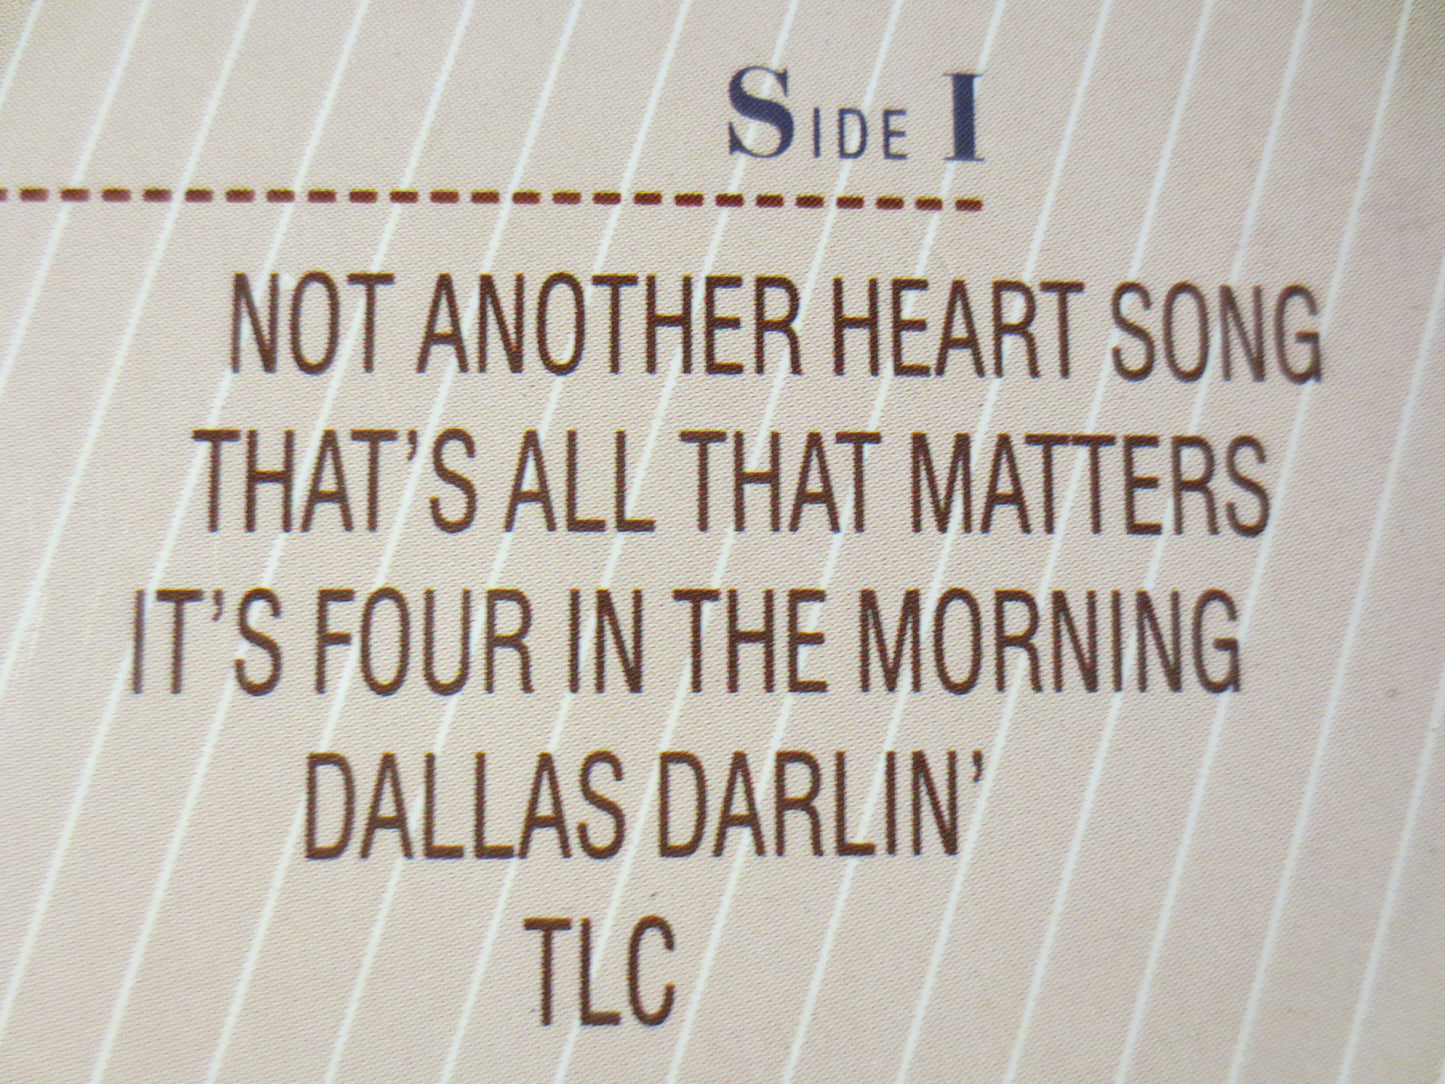 SIDE I
NOT ANOTHER HEART SONG
THAT'S ALL THAT MATTERS
IT'S FOUR IN THE MORNING
DALLAS DARLIN'
TLC